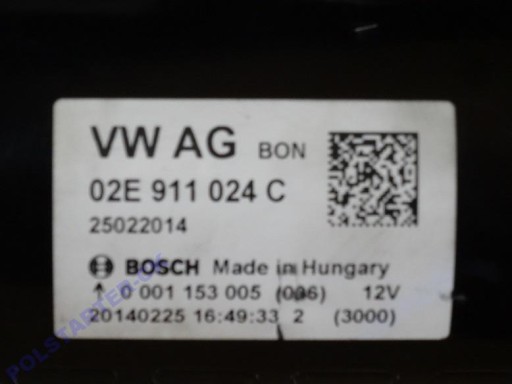 VW AG BON
02E 911 024 C
25022014
BOSCH Made in Hungary
0 001 153 005 (006) 12V
20140225 16:49:33 2 (3000)